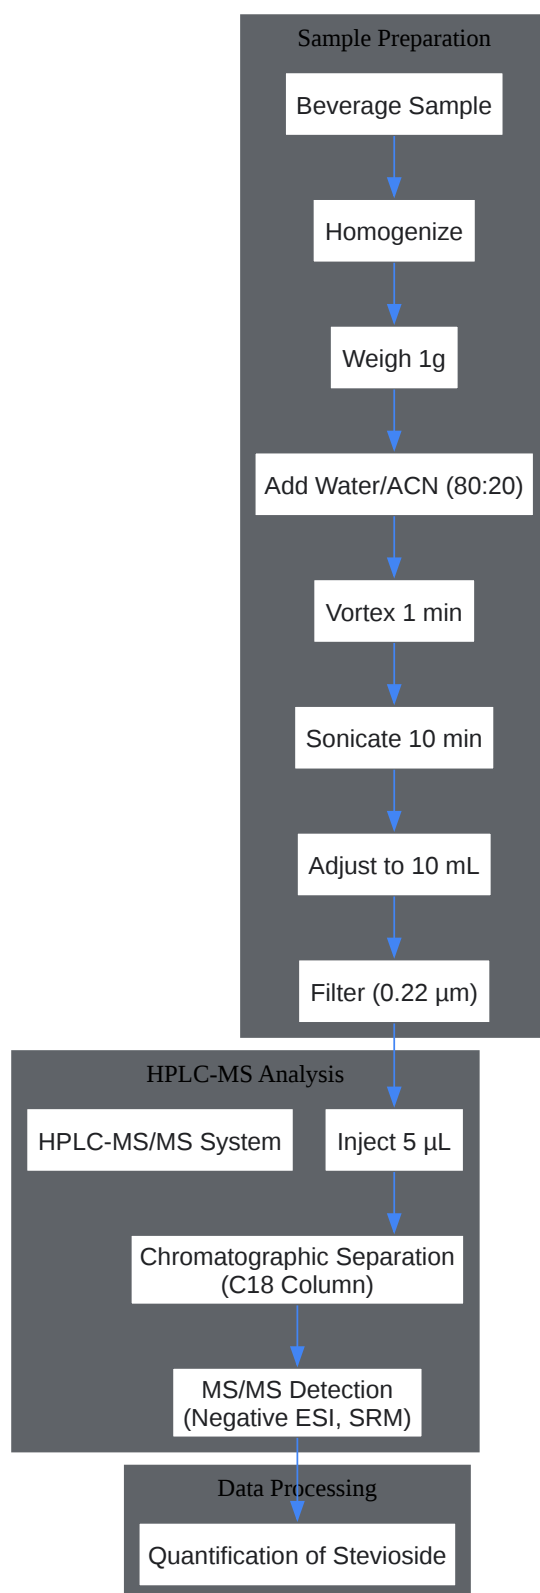 Sample Preparation
Beverage Sample
Homogenize
Weigh 1g
Add Water/ACN (80:20)
Vortex 1 min
Sonicate 10 min
Adjust to 10 mL
Filter (0.22 µm)
HPLC-MS Analysis
HPLC-MS/MS System
Inject 5 µL
Chromatographic Separation
(C18 Column)
MS/MS Detection
(Negative ESI, SRM)
Data Processing
Quantification of Stevioside